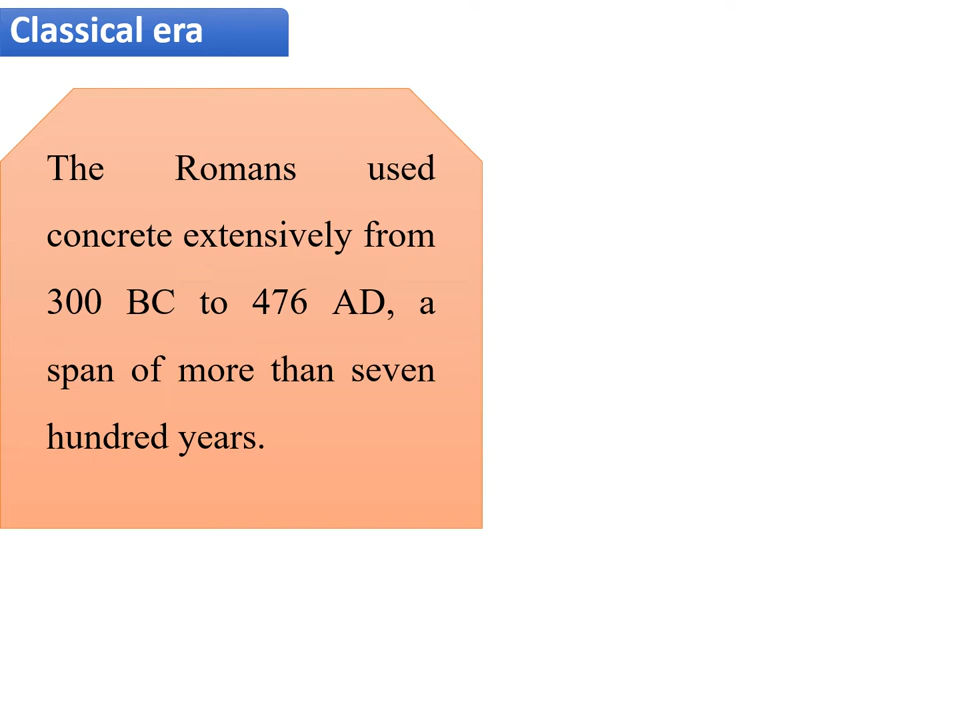 Classical era
The Romans used
concrete extensively from
300 BC to 476 AD, a
span of more than seven
hundred years.